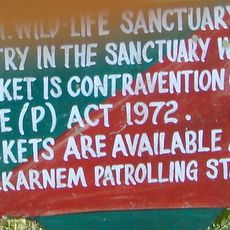 WILD LIFE SANCTUARY
TRY IN THE SANCTUARY W
KET IS CONTRAVENTION
E (P) ACT 1972.
KETS ARE AVAILABLE
KARNEM PATROLLING ST